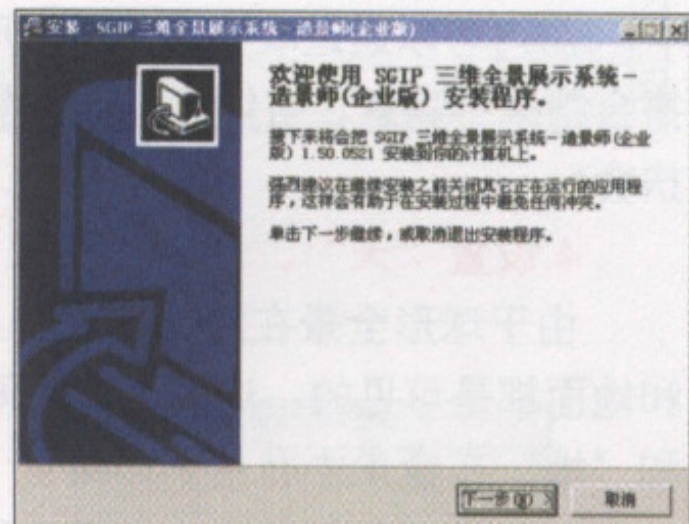 安装 - SGIP 三维全景展示系统 - 造景师(企业版)
欢迎使用 SGIP 三维全景展示系统－
造景师(企业版) 安装程序。
接下来将会把 SGIP 三维全景展示系统－造景师(企业
版) 1.50.0521 安装到你的计算机上。
强烈建议在继续安装之前关闭其它正在运行的应用程
序，这样会有助于在安装过程中避免任何冲突。
单击下一步继续，或取消退出安装程序。
下一步(N) >
取消